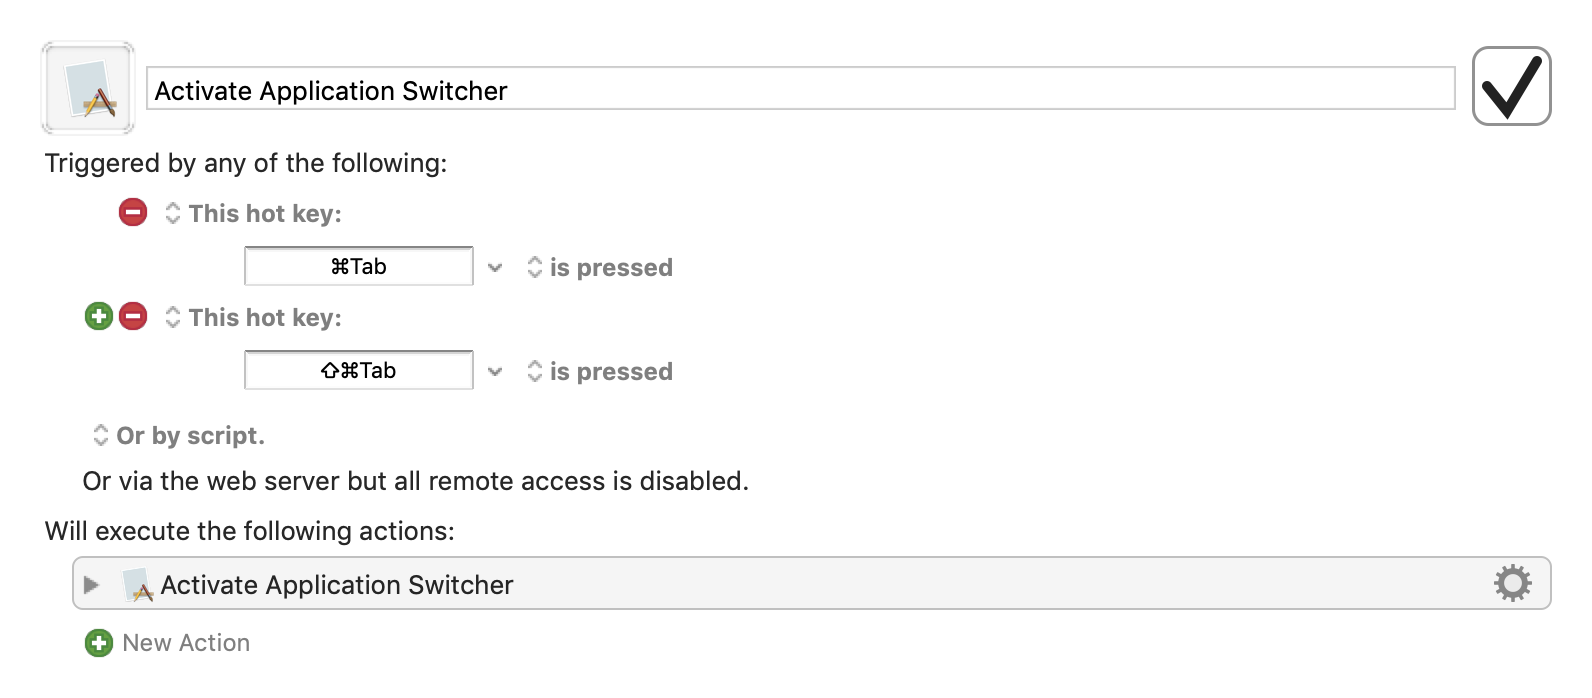 Activate Application Switcher
Triggered by any of the following:
This hot key:
⌘Tab is pressed
This hot key:
⇧⌘Tab is pressed
Or by script.
Or via the web server but all remote access is disabled.
Will execute the following actions:
Activate Application Switcher
New Action